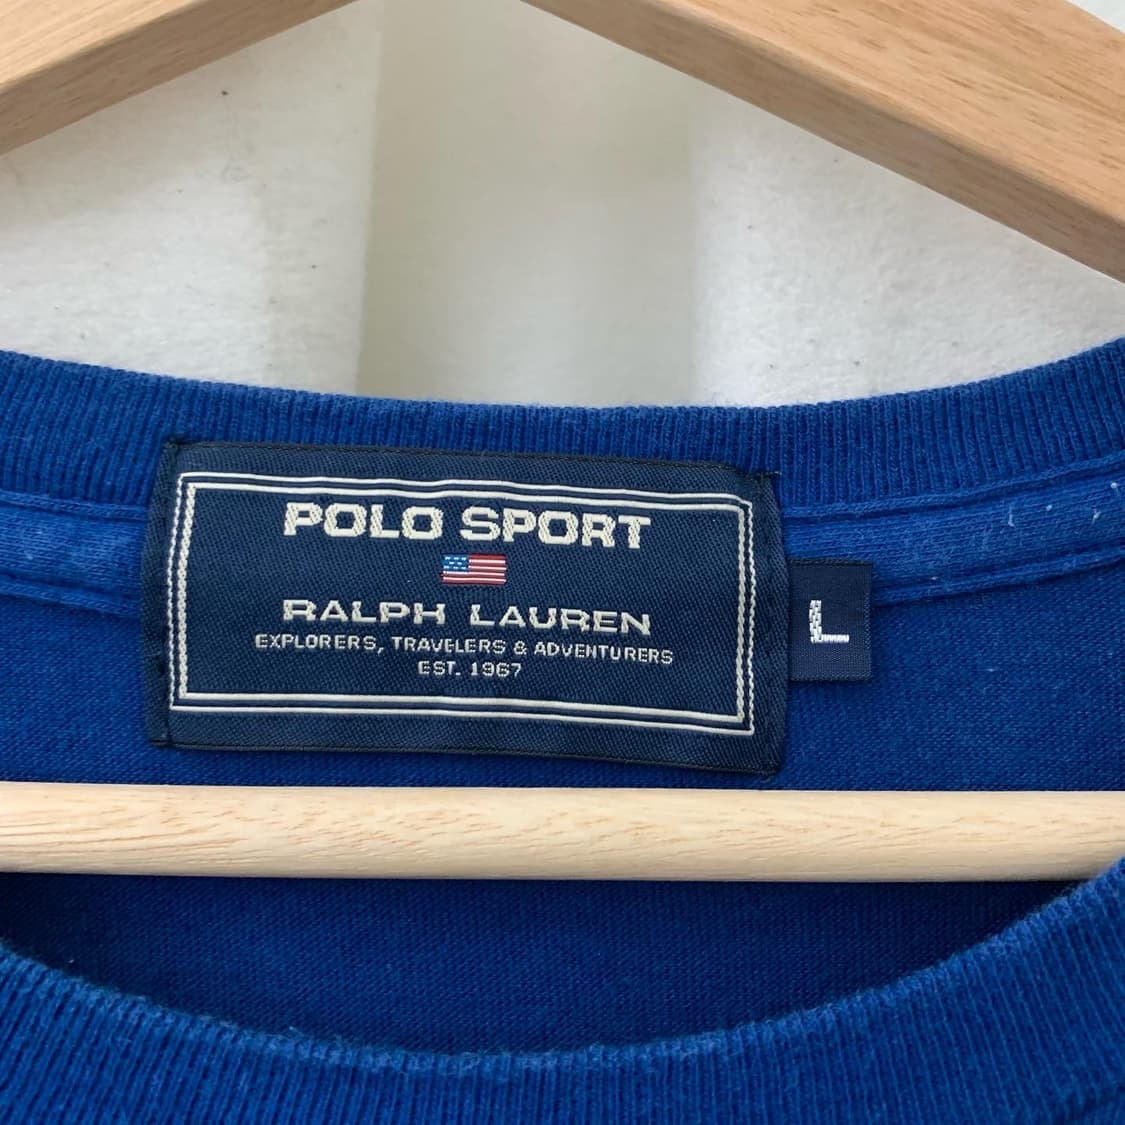 POLO SPORT
RALPH LAUREN
EXPLORERS, TRAVELERS & ADVENTURERS
EST. 1967
L